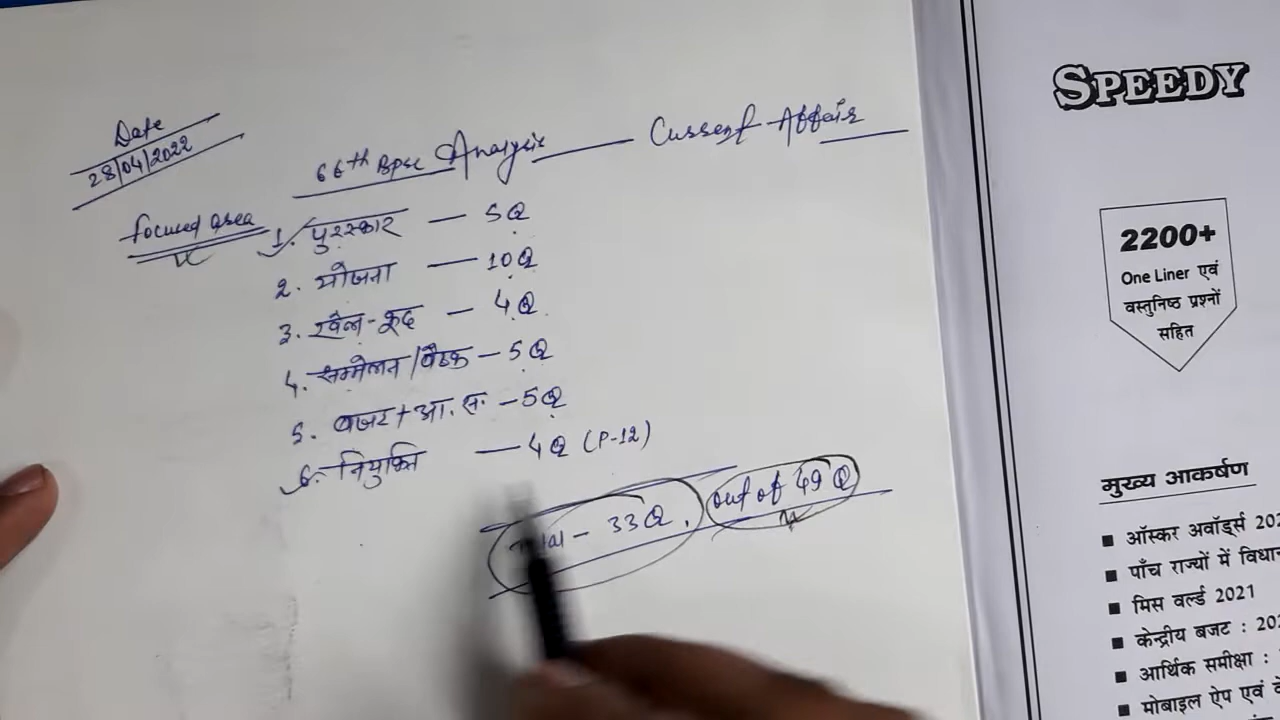 Date
28/04/2022
66th Bpsc Analysis — Current Affair
focused area
1. पुरस्कार — 5Q
2. योजना — 10Q
3. खेल-कूद — 4Q
4. सम्मेलन/बैठक — 5Q
5. बजट + आ. स. — 5Q
6. नियुक्ति — 4Q (P-12)
Total — 33Q, out of 49 Q
SPEEDY
2200+
One Liner एवं
वस्तुनिष्ठ प्रश्नों
सहित
मुख्य आकर्षण
■ ऑस्कर अवॉर्ड्स
■ पाँच राज्यों में
■ मिस वर्ल्ड 2021
■ केन्द्रीय बजट :
■ आर्थिक समीक्षा :
■ मोबाइल ऐप एवं